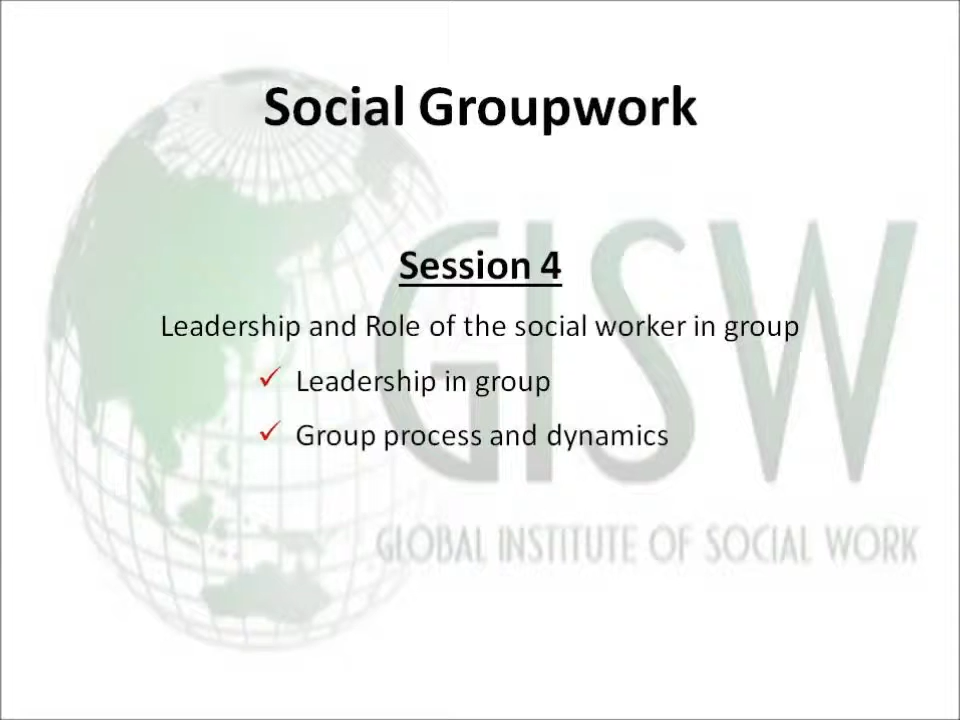 Social Groupwork
Session 4
Leadership and Role of the social worker in group
✓ Leadership in group
✓ Group process and dynamics
GISW
GLOBAL INSTITUTE OF SOCIAL WORK